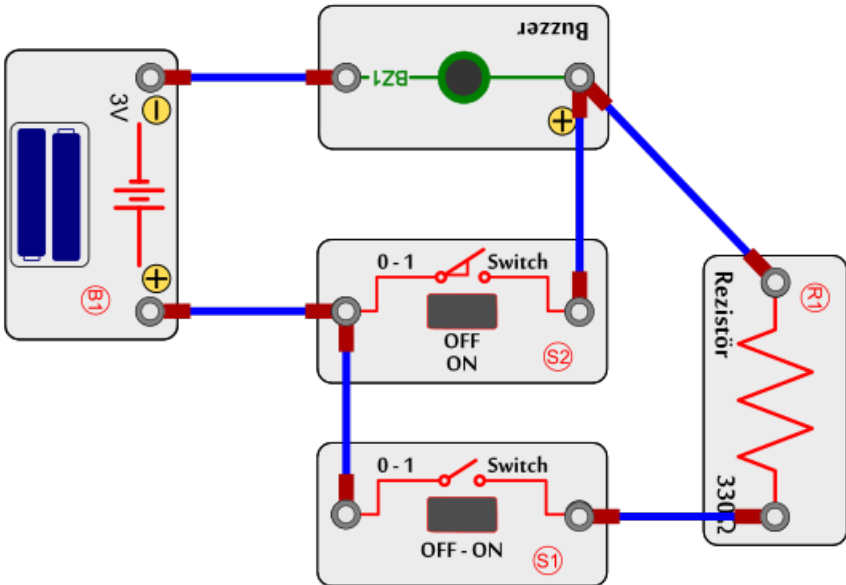 Buzzer
BZ1
+
3V
−
+
B1
0 - 1 Switch
OFF
ON
S2
0 - 1 Switch
OFF - ON
S1
R1
Rezistör
330Ω